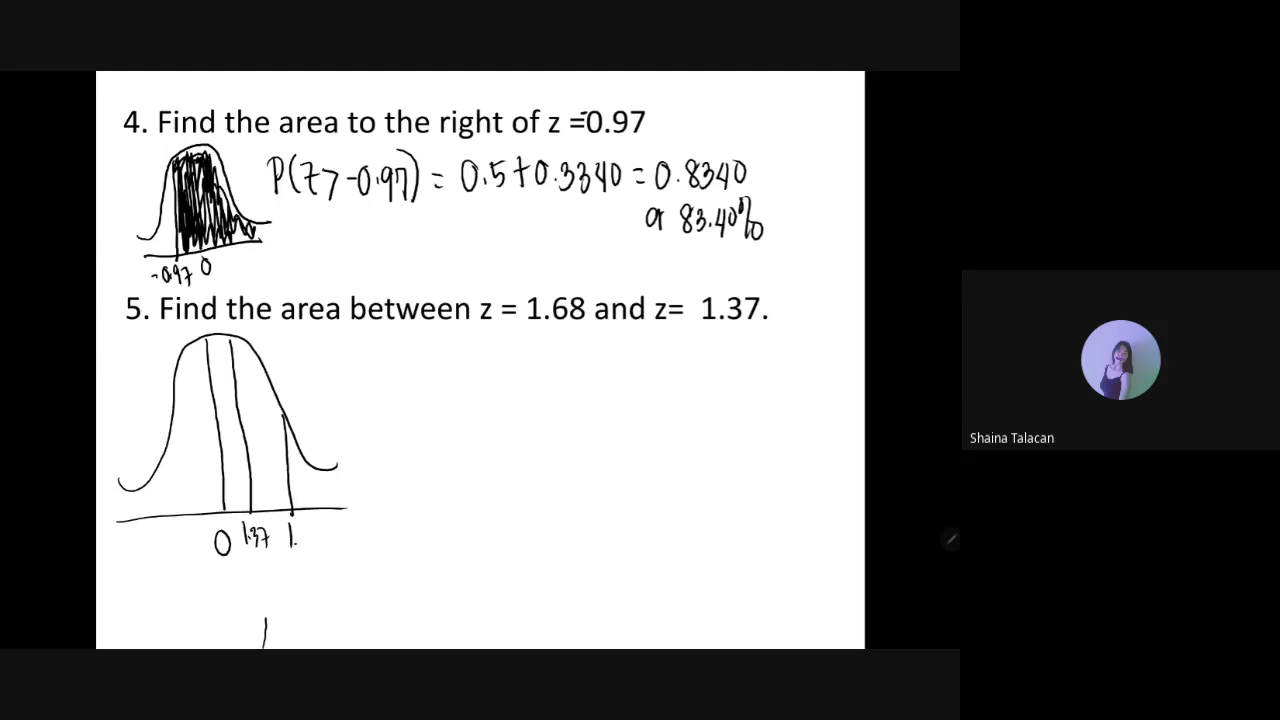 4. Find the area to the right of z =-0.97
P(Z > -0.97) = 0.5 + 0.3340 = 0.8340
or 83.40%
-0.97 0
5. Find the area between z = 1.68 and z= 1.37.
0 1.37 1.
Shaina Talacan